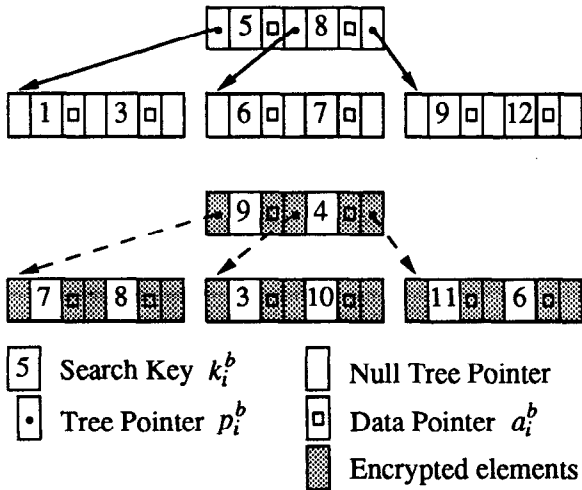 5 8
1 3 6 7 9 12
9 4
7 8 3 10 11 6
5 Search Key k_i^b
Null Tree Pointer
Tree Pointer p_i^b
Data Pointer a_i^b
Encrypted elements